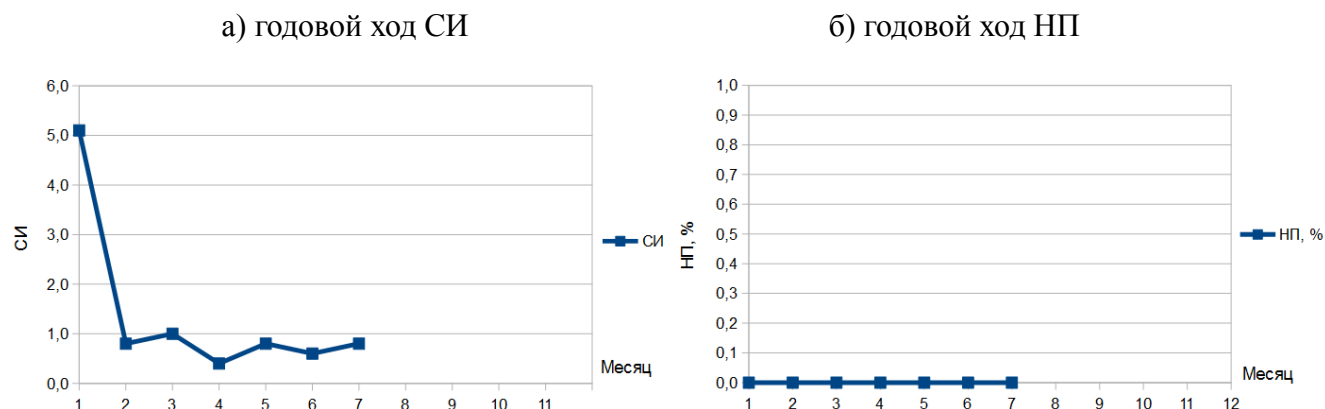 а) годовой ход СИ
б) годовой ход НП
6,0
5,0
4,0
3,0
2,0
1,0
0,0
СИ
СИ
Месяц
1 2 3 4 5 6 7 8 9 10 11
1,0
0,9
0,8
0,7
0,6
0,5
0,4
0,3
0,2
0,1
0,0
НП, %
НП, %
Месяц
1 2 3 4 5 6 7 8 9 10 11 12